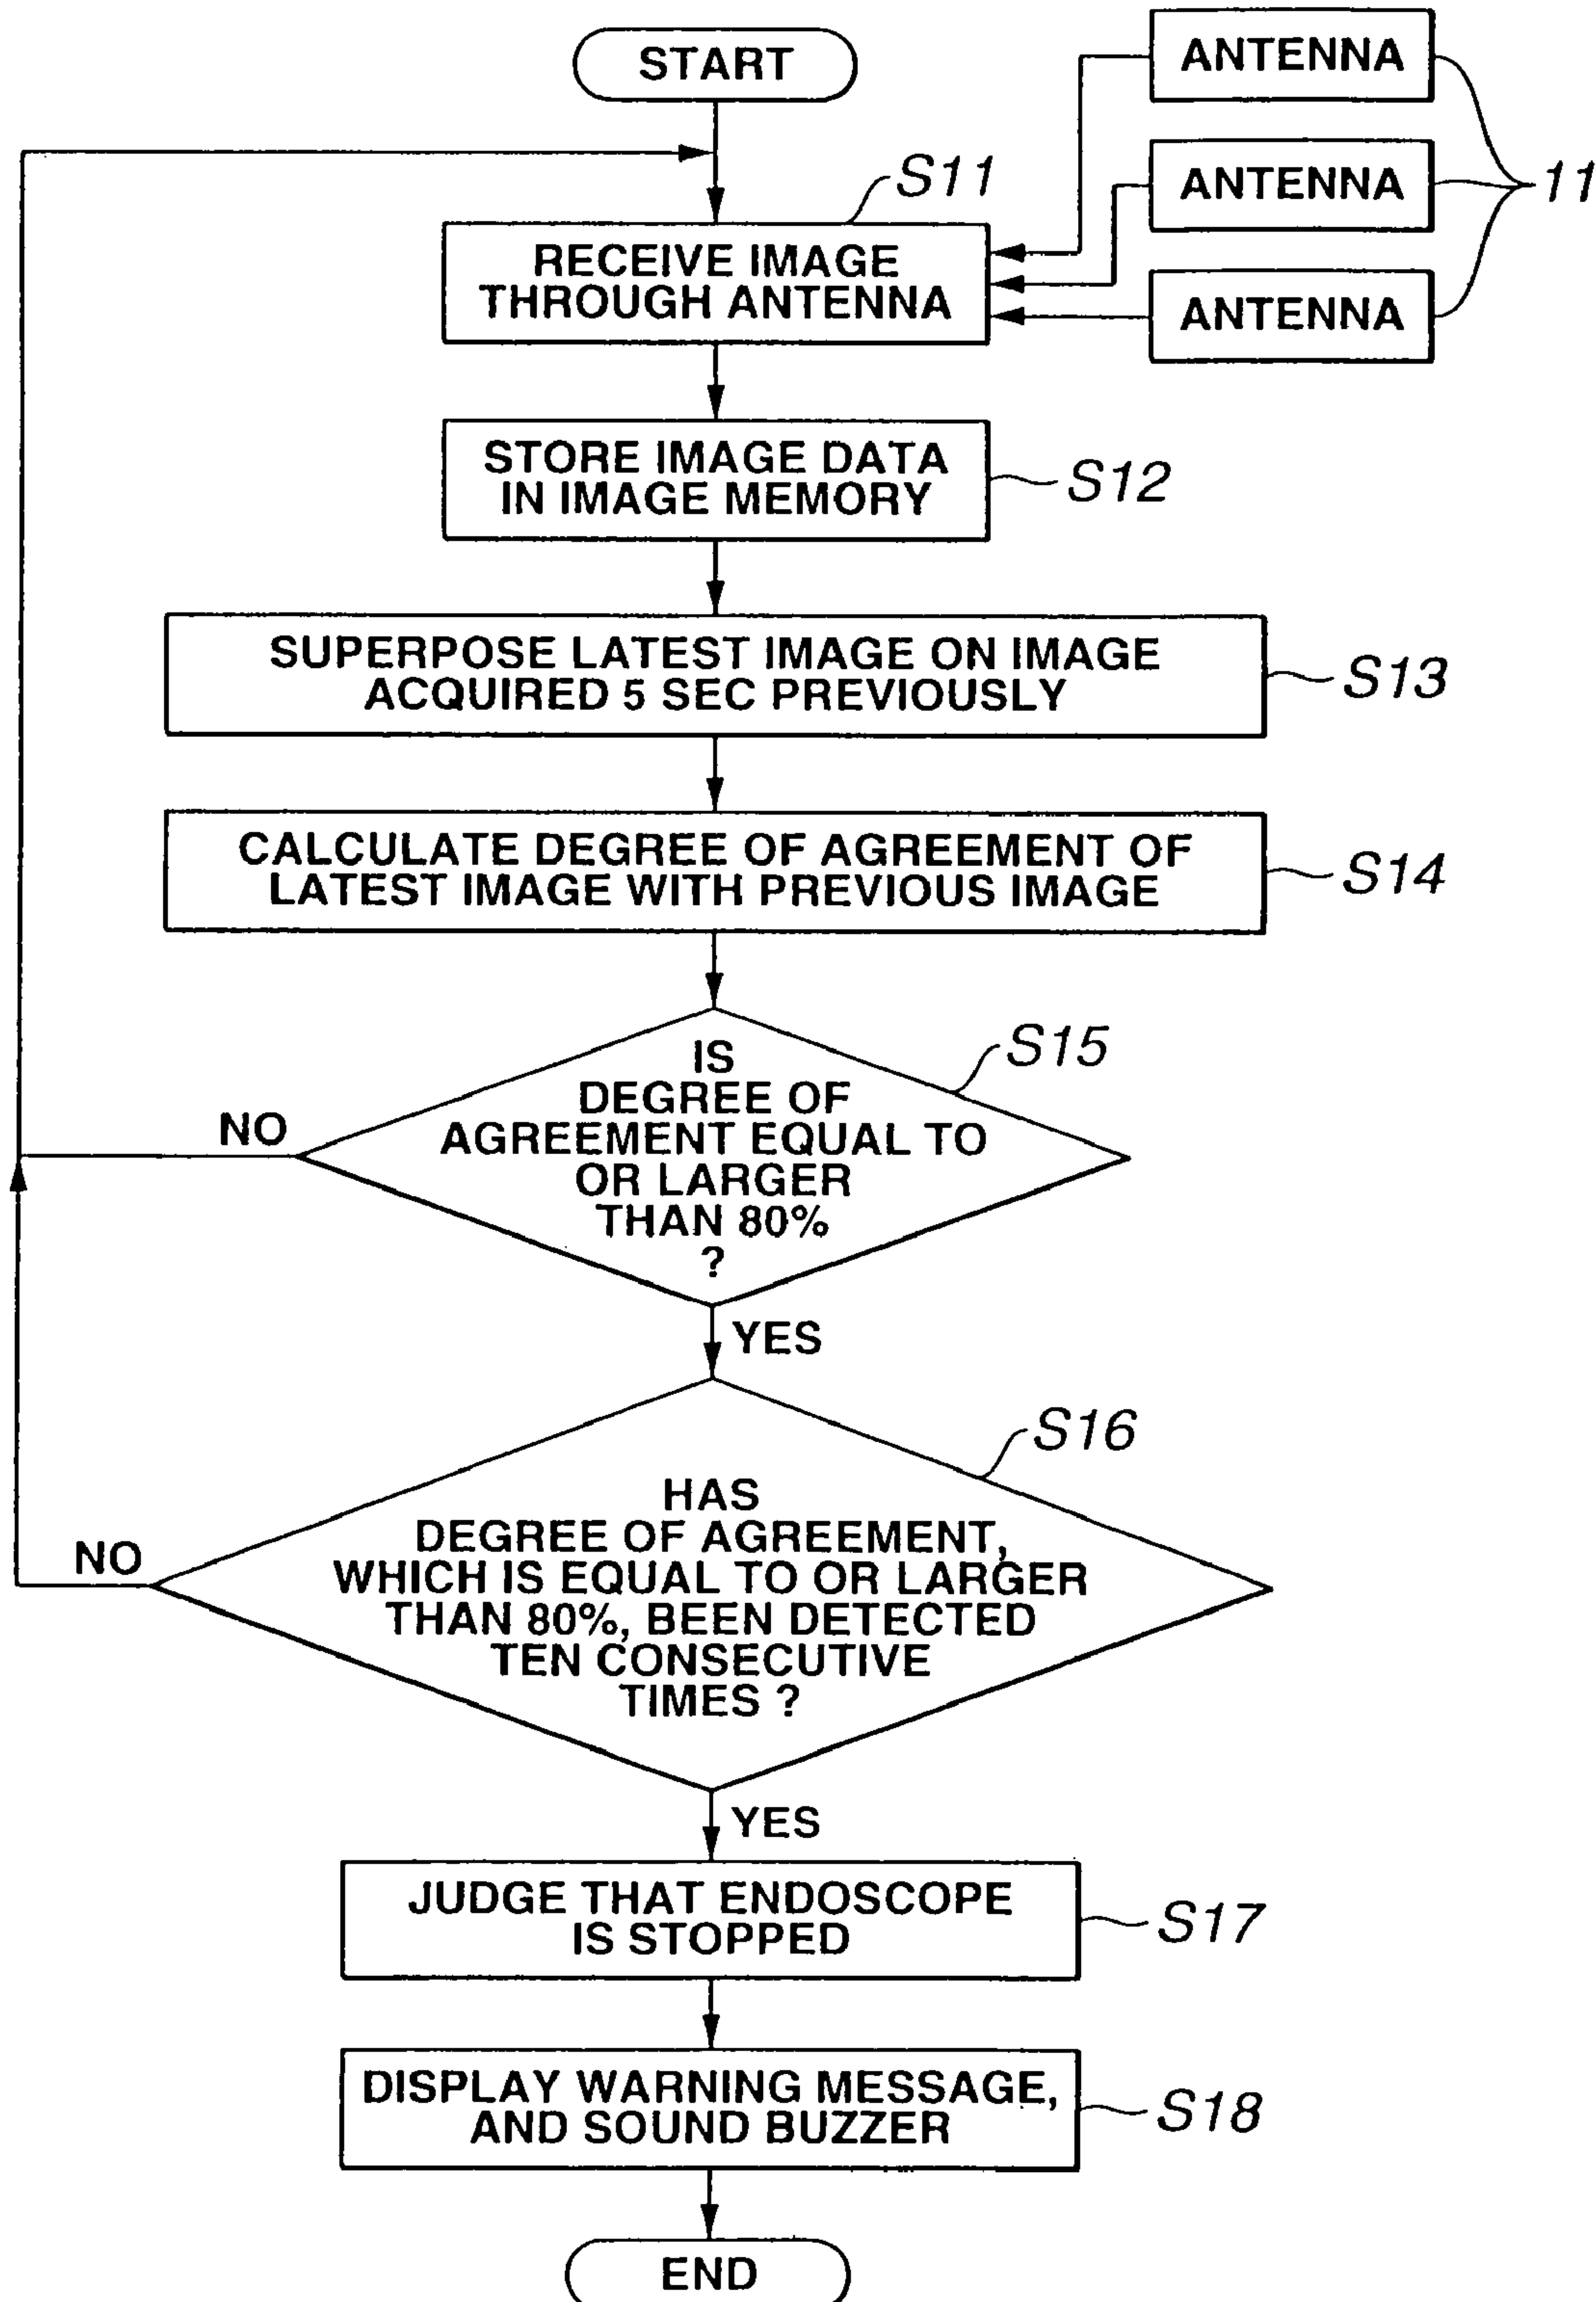 START
ANTENNA
ANTENNA
ANTENNA
11
S11
RECEIVE IMAGE
THROUGH ANTENNA
STORE IMAGE DATA
IN IMAGE MEMORY
S12
SUPERPOSE LATEST IMAGE ON IMAGE
ACQUIRED 5 SEC PREVIOUSLY
S13
CALCULATE DEGREE OF AGREEMENT OF
LATEST IMAGE WITH PREVIOUS IMAGE
S14
S15
IS
DEGREE OF
AGREEMENT EQUAL TO
OR LARGER
THAN 80%
?
NO
YES
S16
HAS
DEGREE OF AGREEMENT,
WHICH IS EQUAL TO OR LARGER
THAN 80%, BEEN DETECTED
TEN CONSECUTIVE
TIMES ?
NO
YES
JUDGE THAT ENDOSCOPE
IS STOPPED
S17
DISPLAY WARNING MESSAGE,
AND SOUND BUZZER
S18
END